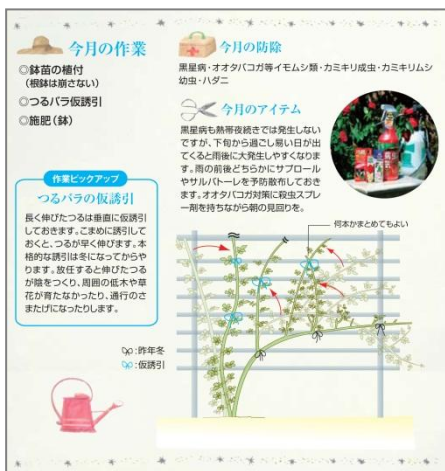 今月の作業
◎鉢苗の植付
(根鉢は崩さない)
◎つるバラ仮誘引
◎施肥(鉢)
今月の防除
黒星病・オオタバコガ等イモムシ類・カミキリ成虫・カミキリムシ
幼虫・ハダニ
今月のアイテム
黒星病も熱帯夜続きでは発生しない
ですが、下旬から過ごし易い日が出
てくると雨後に大発生しやすくなり
ます。雨の前後どちらかにサプロール
やサルバトーレを予防散布しておき
ます。オオタバコガ対策に殺虫スプレ
ー剤を持ちながら朝の見回りを。
作業ピックアップ
つるバラの仮誘引
長く伸びたつるは垂直に仮誘引
しておきます。こまめに誘引して
おくと、つるが早く伸びます。本
格的な誘引は冬になってからや
ります。放任すると伸びたつる
が陰をつくり、周囲の低木や草
花が育たなかったり、通行のさ
またげになったりします。
何本かまとめてもよい
:昨年冬
:仮誘引